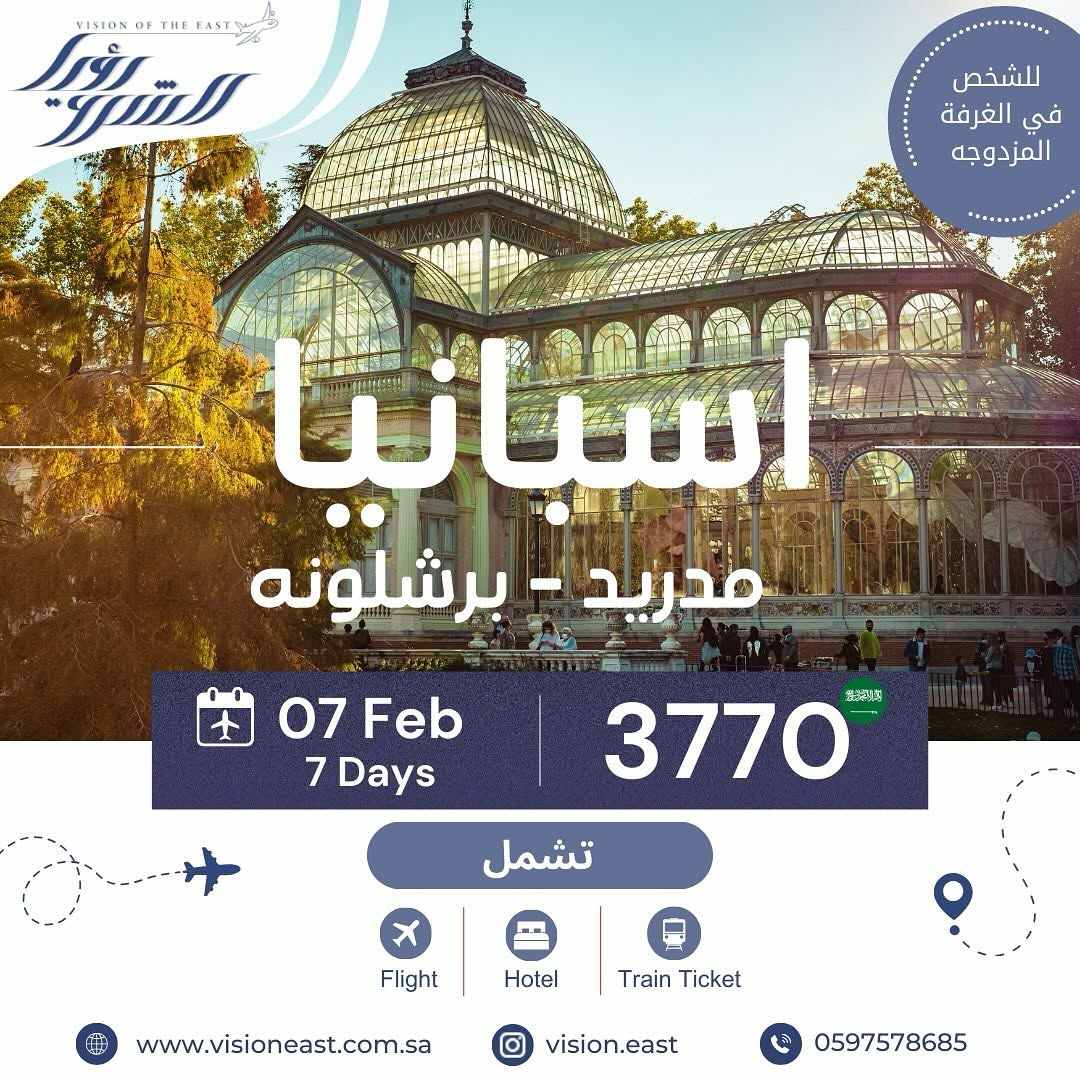 VISION OF THE EAST
رؤيا الشرق
للشخص
في الغرفة
المزدوجه
اسبانيا
مدريد - برشلونه
07 Feb
7 Days
3770
تشمل
Flight
Hotel
Train Ticket
www.visioneast.com.sa
vision.east
0597578685